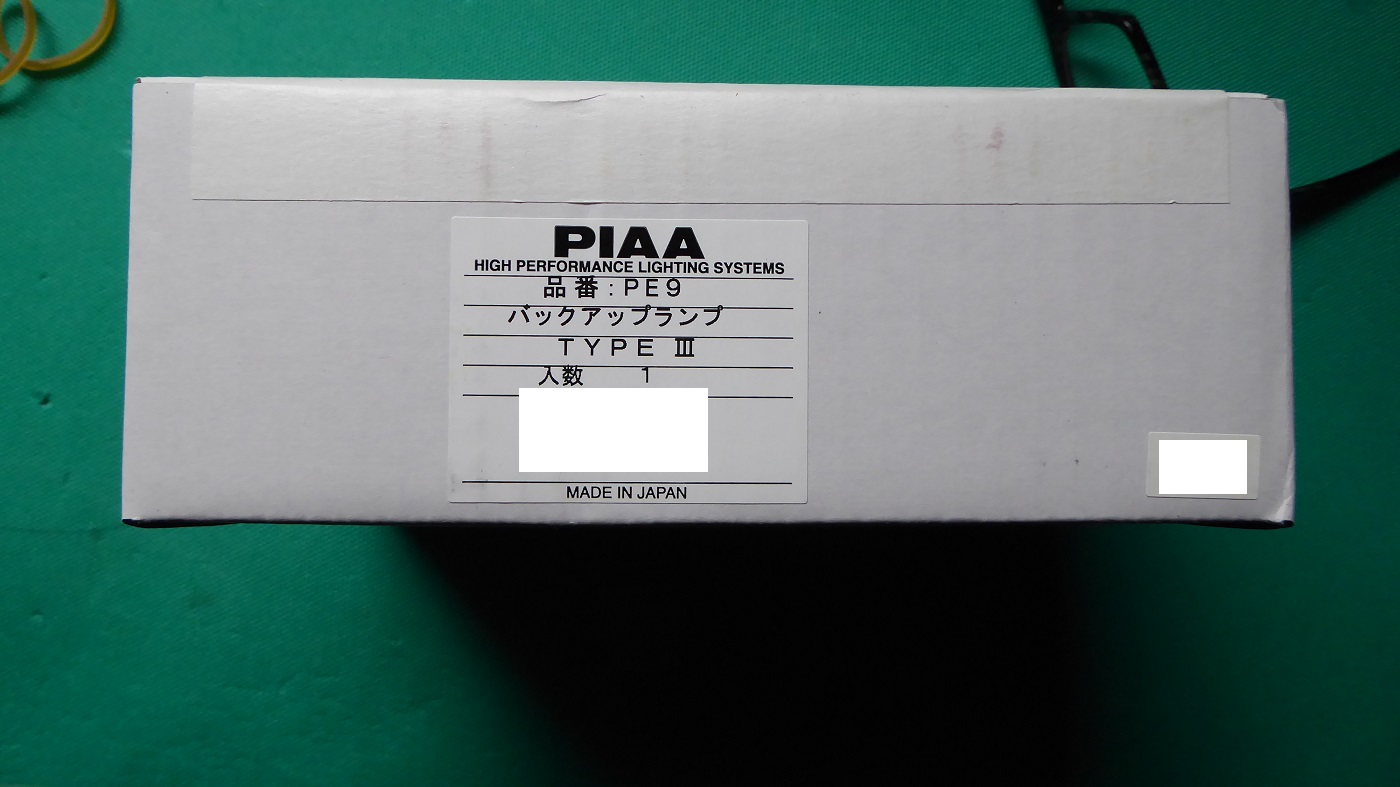 PIAA
HIGH PERFORMANCE LIGHTING SYSTEMS
品番:PE9
バックアップランプ
TYPE Ⅲ
入数 1
MADE IN JAPAN